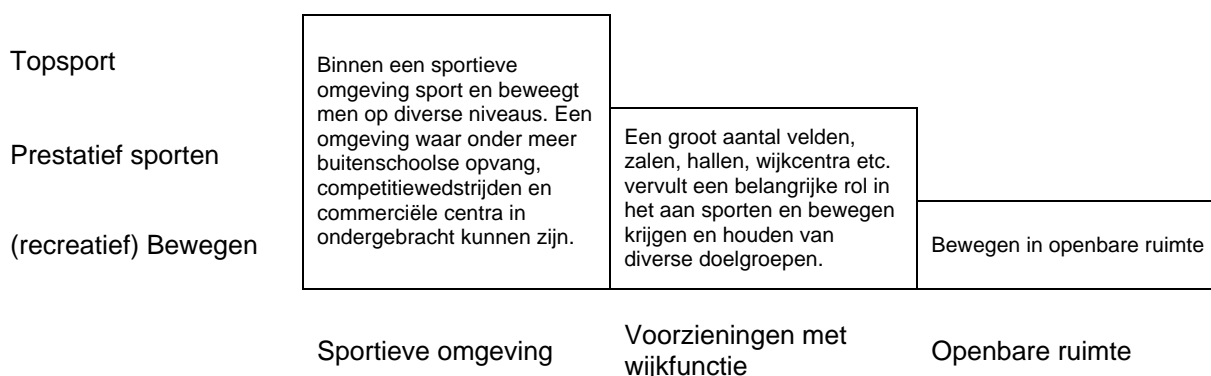 Topsport
Prestatief sporten
(recreatief) Bewegen
Binnen een sportieve
omgeving sport en beweegt
men op diverse niveaus. Een
omgeving waar onder meer
buitenschoolse opvang,
competitiewedstrijden en
commerciële centra in
ondergebracht kunnen zijn.
Een groot aantal velden,
zalen, hallen, wijkcentra etc.
vervult een belangrijke rol in
het aan sporten en bewegen
krijgen en houden van
diverse doelgroepen.
Bewegen in openbare ruimte
Sportieve omgeving
Voorzieningen met
wijkfunctie
Openbare ruimte